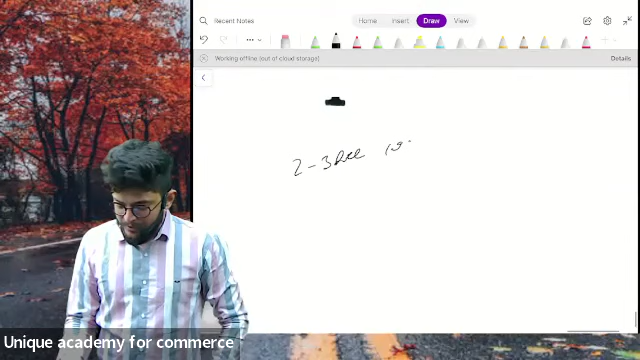 Recent Notes
Home Insert Draw View
Working offline (out of cloud storage) Details
2-3
Unique academy for commerce